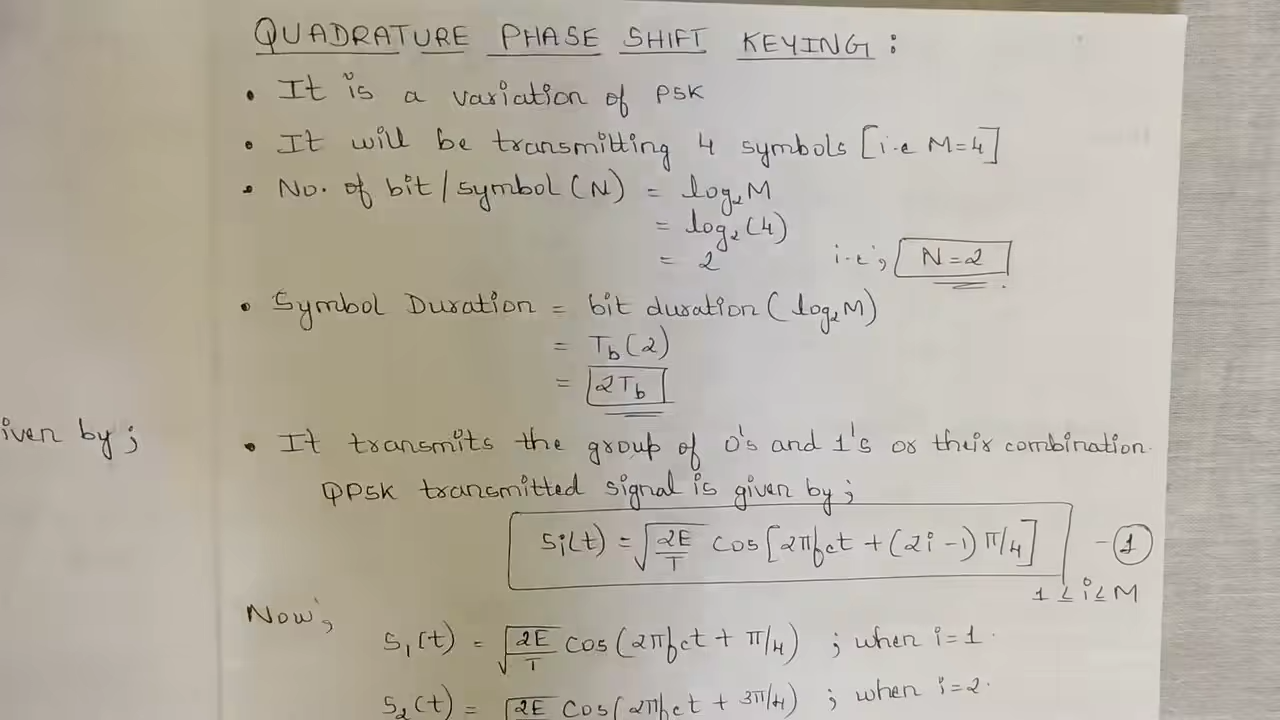 QUADRATURE PHASE SHIFT KEYING :
• It is a variation of PSK
• It will be transmitting 4 symbols [i.e M=4]
• No. of bit / symbol (N) = log₂M
= log₂(4)
= 2 i.e; N=2
• Symbol Duration = bit duration (log₂M)
= Tb(2)
= 2Tb
iven by;
• It transmits the group of 0's and 1's or their combination.
QPSK transmitted signal is given by;
Si(t) = √2E/T cos[2πfct + (2i-1)π/4] - 1
1 ≤ i ≤ M
Now;
S₁(t) = √2E/T cos(2πfct + π/4) ; when i=1.
S₂(t) = √2E cos(2πfct + 3π/4) ; when i=2.